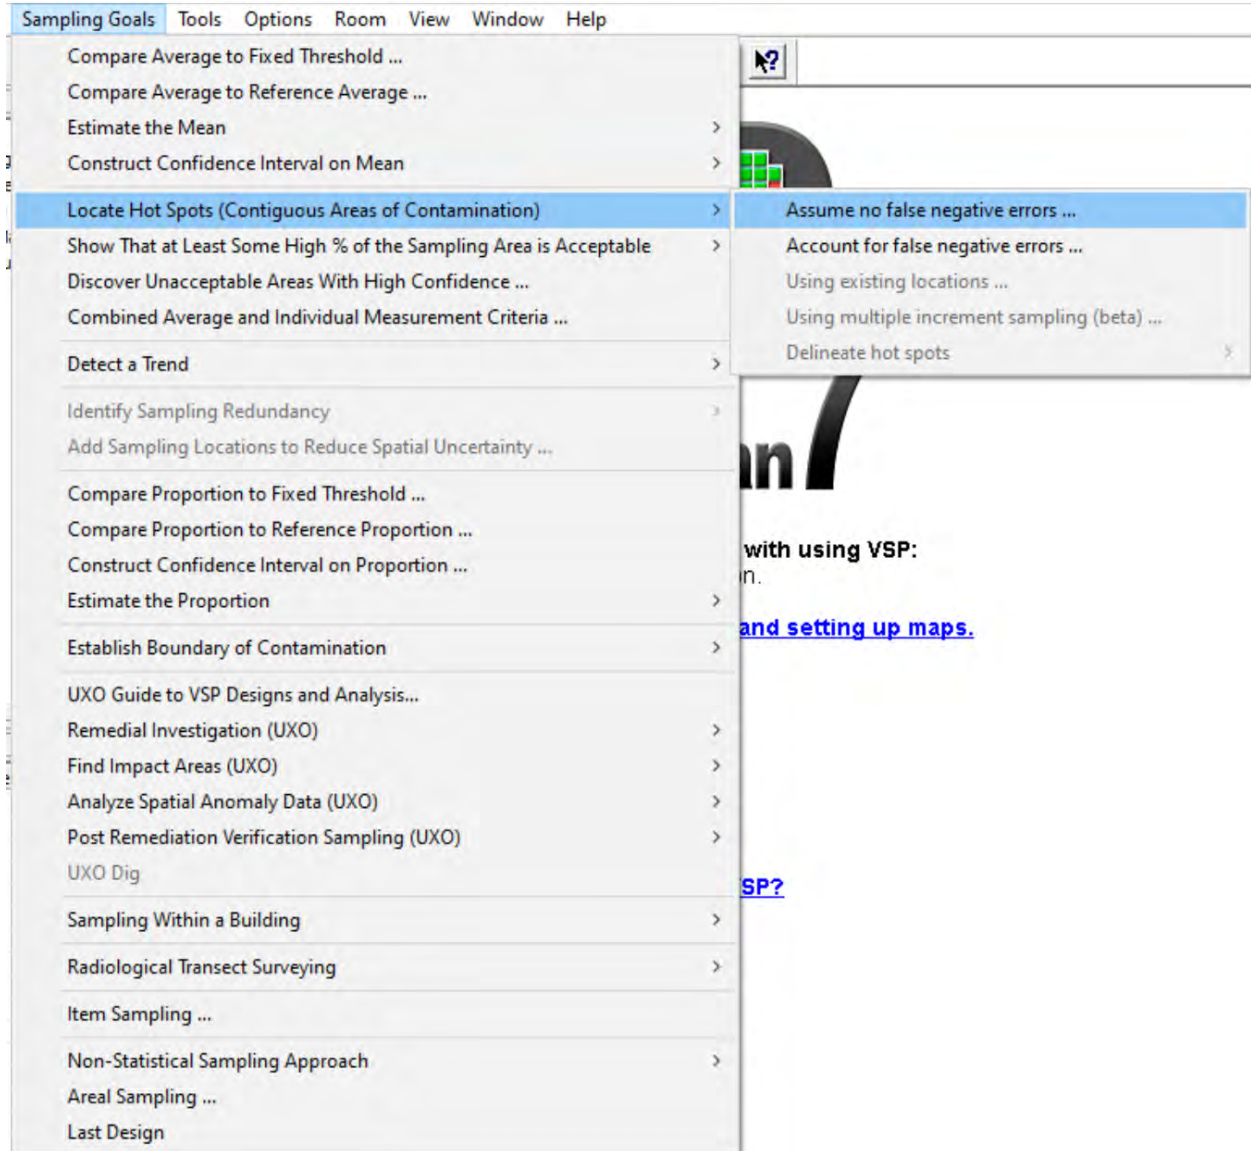 Sampling Goals Tools Options Room View Window Help
Compare Average to Fixed Threshold ...
Compare Average to Reference Average ...
Estimate the Mean
Construct Confidence Interval on Mean
Locate Hot Spots (Contiguous Areas of Contamination)
Assume no false negative errors ...
Show That at Least Some High % of the Sampling Area is Acceptable
Account for false negative errors ...
Discover Unacceptable Areas With High Confidence ...
Using existing locations ...
Combined Average and Individual Measurement Criteria ...
Using multiple increment sampling (beta) ...
Detect a Trend
Delineate hot spots
Identify Sampling Redundancy
Add Sampling Locations to Reduce Spatial Uncertainty ...
an 7
Compare Proportion to Fixed Threshold ...
Compare Proportion to Reference Proportion ...
with using VSP:
Construct Confidence Interval on Proportion ...
n.
Estimate the Proportion
and setting up maps.
Establish Boundary of Contamination
UXO Guide to VSP Designs and Analysis...
Remedial Investigation (UXO)
Find Impact Areas (UXO)
Analyze Spatial Anomaly Data (UXO)
Post Remediation Verification Sampling (UXO)
UXO Dig
SP?
Sampling Within a Building
Radiological Transect Surveying
Item Sampling ...
Non-Statistical Sampling Approach
Areal Sampling ...
Last Design